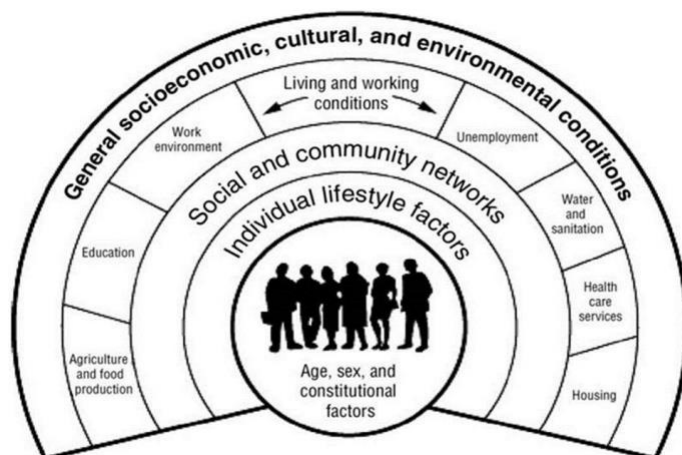 General socioeconomic, cultural, and environmental conditions
Living and working
conditions
Work
environment
Unemployment
Education
Water
and
sanitation
Agriculture
and food
production
Health
care
services
Housing
Social and community networks
Individual lifestyle factors
Age, sex, and
constitutional
factors